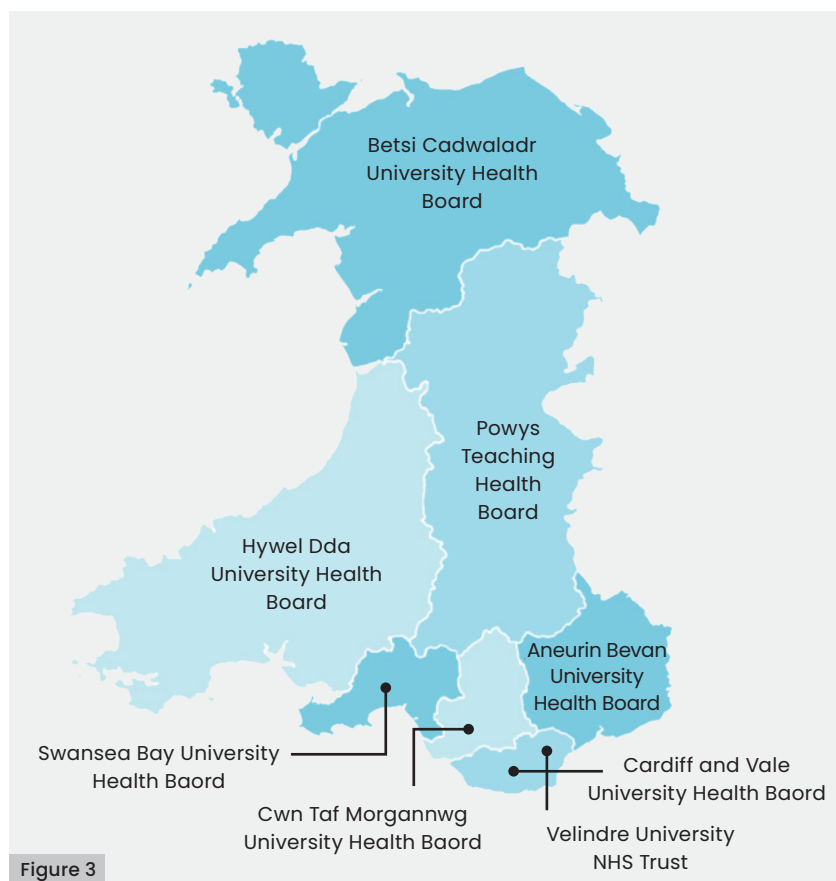 Betsi Cadwaladr
University Health
Board
Powys
Teaching
Health
Board
Hywel Dda
University Health
Board
Aneurin Bevan
University
Health Board
Swansea Bay University
Health Baord
Cwn Taf Morgannwg
University Health Baord
Cardiff and Vale
University Health Baord
Velindre University
NHS Trust
Figure 3